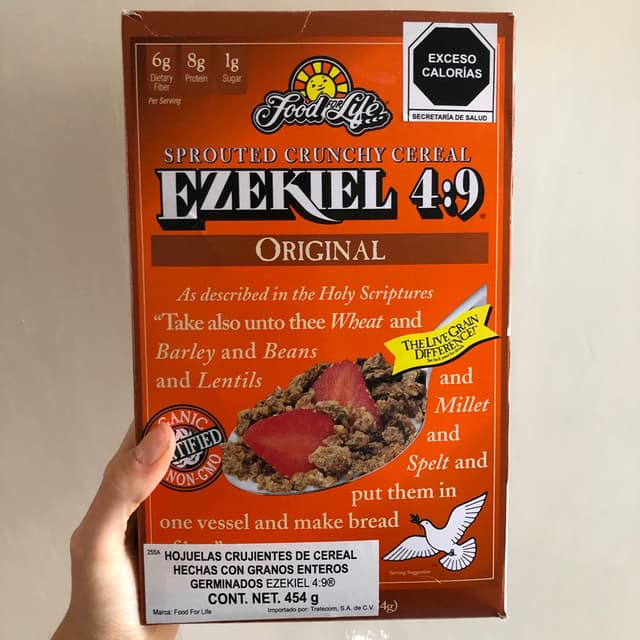 6g 8g 1g
Dietary Fiber Protein Sugar
Per Serving
EXCESO
CALORÍAS
SECRETARÍA DE SALUD
Food FOR Life
SPROUTED CRUNCHY CEREAL
EZEKIEL 4:9®
ORIGINAL
As described in the Holy Scriptures
“Take also unto thee Wheat and
Barley and Beans
and Lentils
THE LIVE GRAIN
DIFFERENCE!
and
Millet
and
Spelt and
put them in
one vessel and make bread
NON-GMO
Serving Suggestion
255A HOJUELAS CRUJIENTES DE CEREAL
HECHAS CON GRANOS ENTEROS
GERMINADOS EZEKIEL 4:9®
CONT. NET. 454 g
Marca: Food For Life Importado por: Tratecom, S.A. de C.V.
4g)